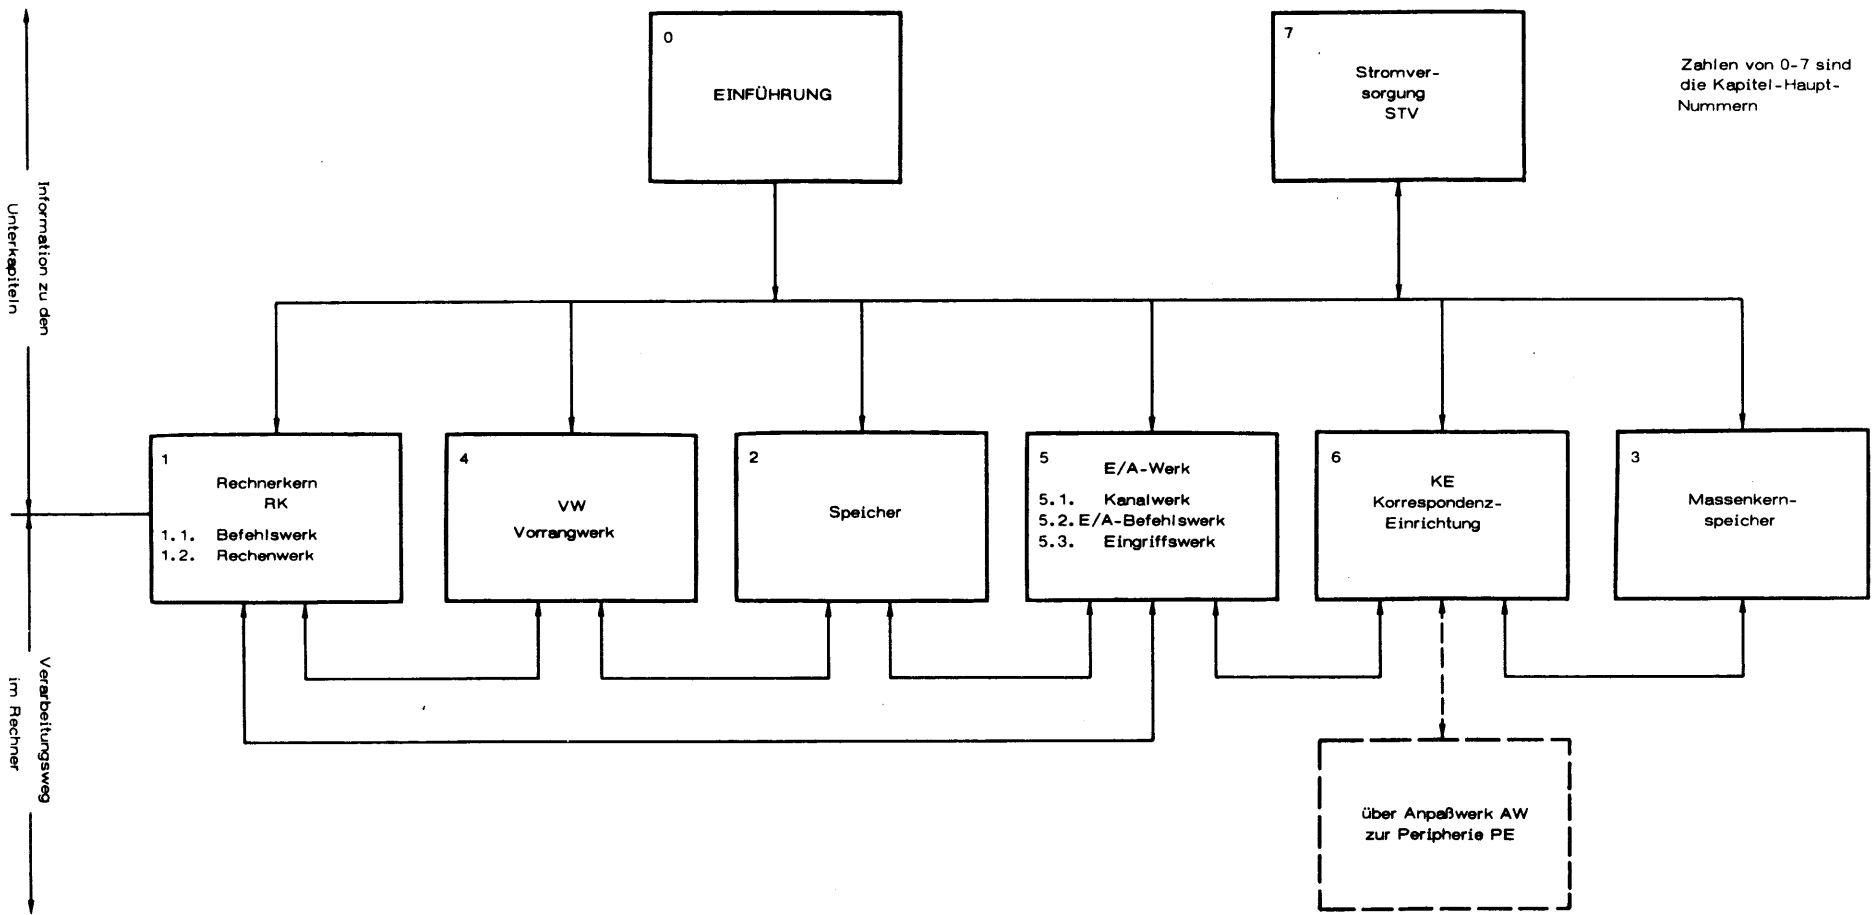 0
EINFÜHRUNG
7
Stromver-
sorgung
STV
Zahlen von 0-7 sind
die Kapitel-Haupt-
Nummern
Information zu den
Unterkapiteln
1
Rechnerkern
RK
1.1. Befehlswerk
1.2. Rechenwerk
4
VW
Vorrangwerk
2
Speicher
5
E/A-Werk
5.1. Kanalwerk
5.2. E/A-Befehlswerk
5.3. Eingriffswerk
6
KE
Korrespondenz-
Einrichtung
3
Massenkern-
speicher
Verarbeitungsweg
im Rechner
über Anpaßwerk AW
zur Peripherie PE